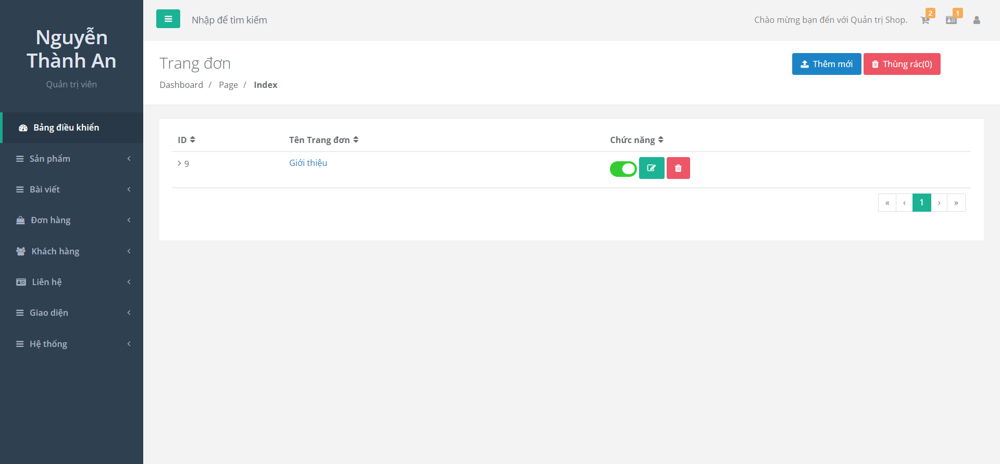 Nguyễn
Thành An
Quản trị viên
Bảng điều khiển
Sản phẩm
Bài viết
Đơn hàng
Khách hàng
Liên hệ
Giao diện
Hệ thống
Nhập để tìm kiếm
Chào mừng bạn đến với Quản trị Shop.
2
1
Trang đơn
Dashboard / Page / Index
Thêm mới
Thùng rác(0)
ID Tên Trang đơn Chức năng
9 Giới thiệu
« ‹ 1 › »